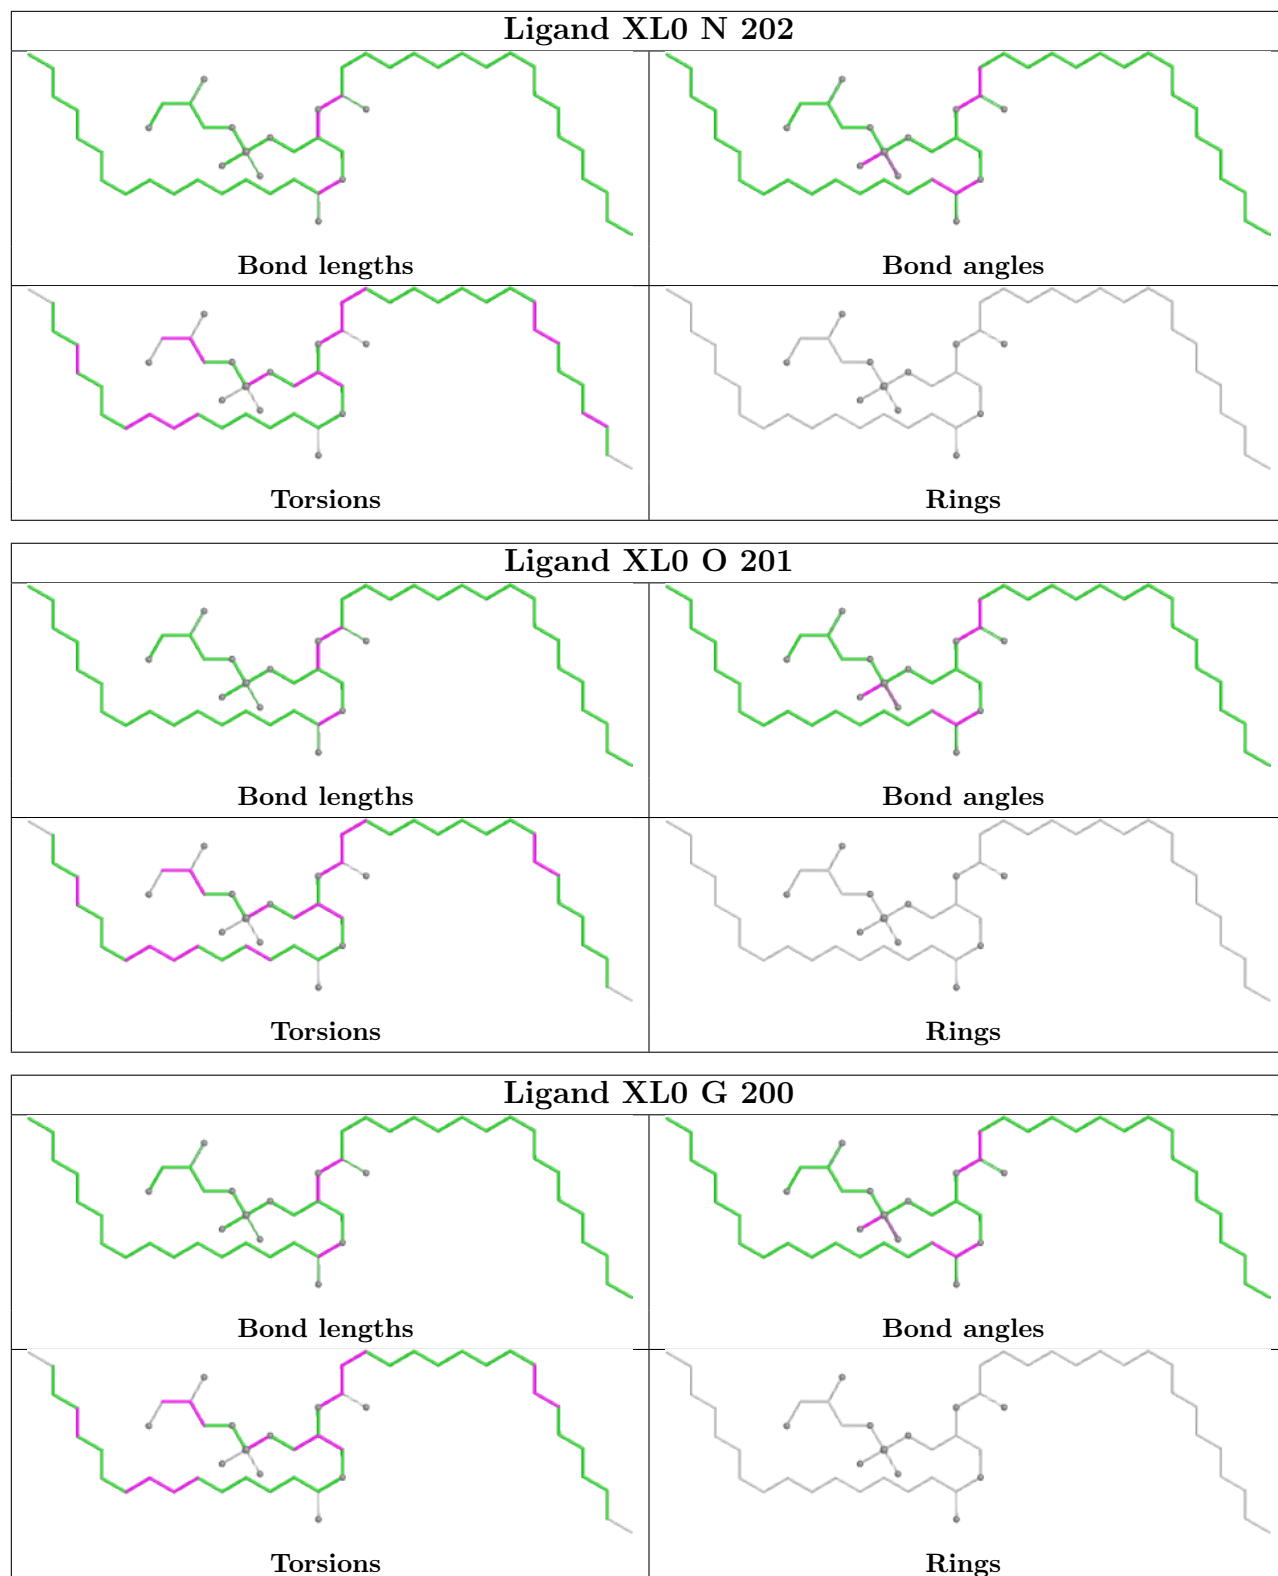 Ligand XL0 N 202
Bond lengths
Bond angles
Torsions
Rings
Ligand XL0 O 201
Bond lengths
Bond angles
Torsions
Rings
Ligand XL0 G 200
Bond lengths
Bond angles
Torsions
Rings